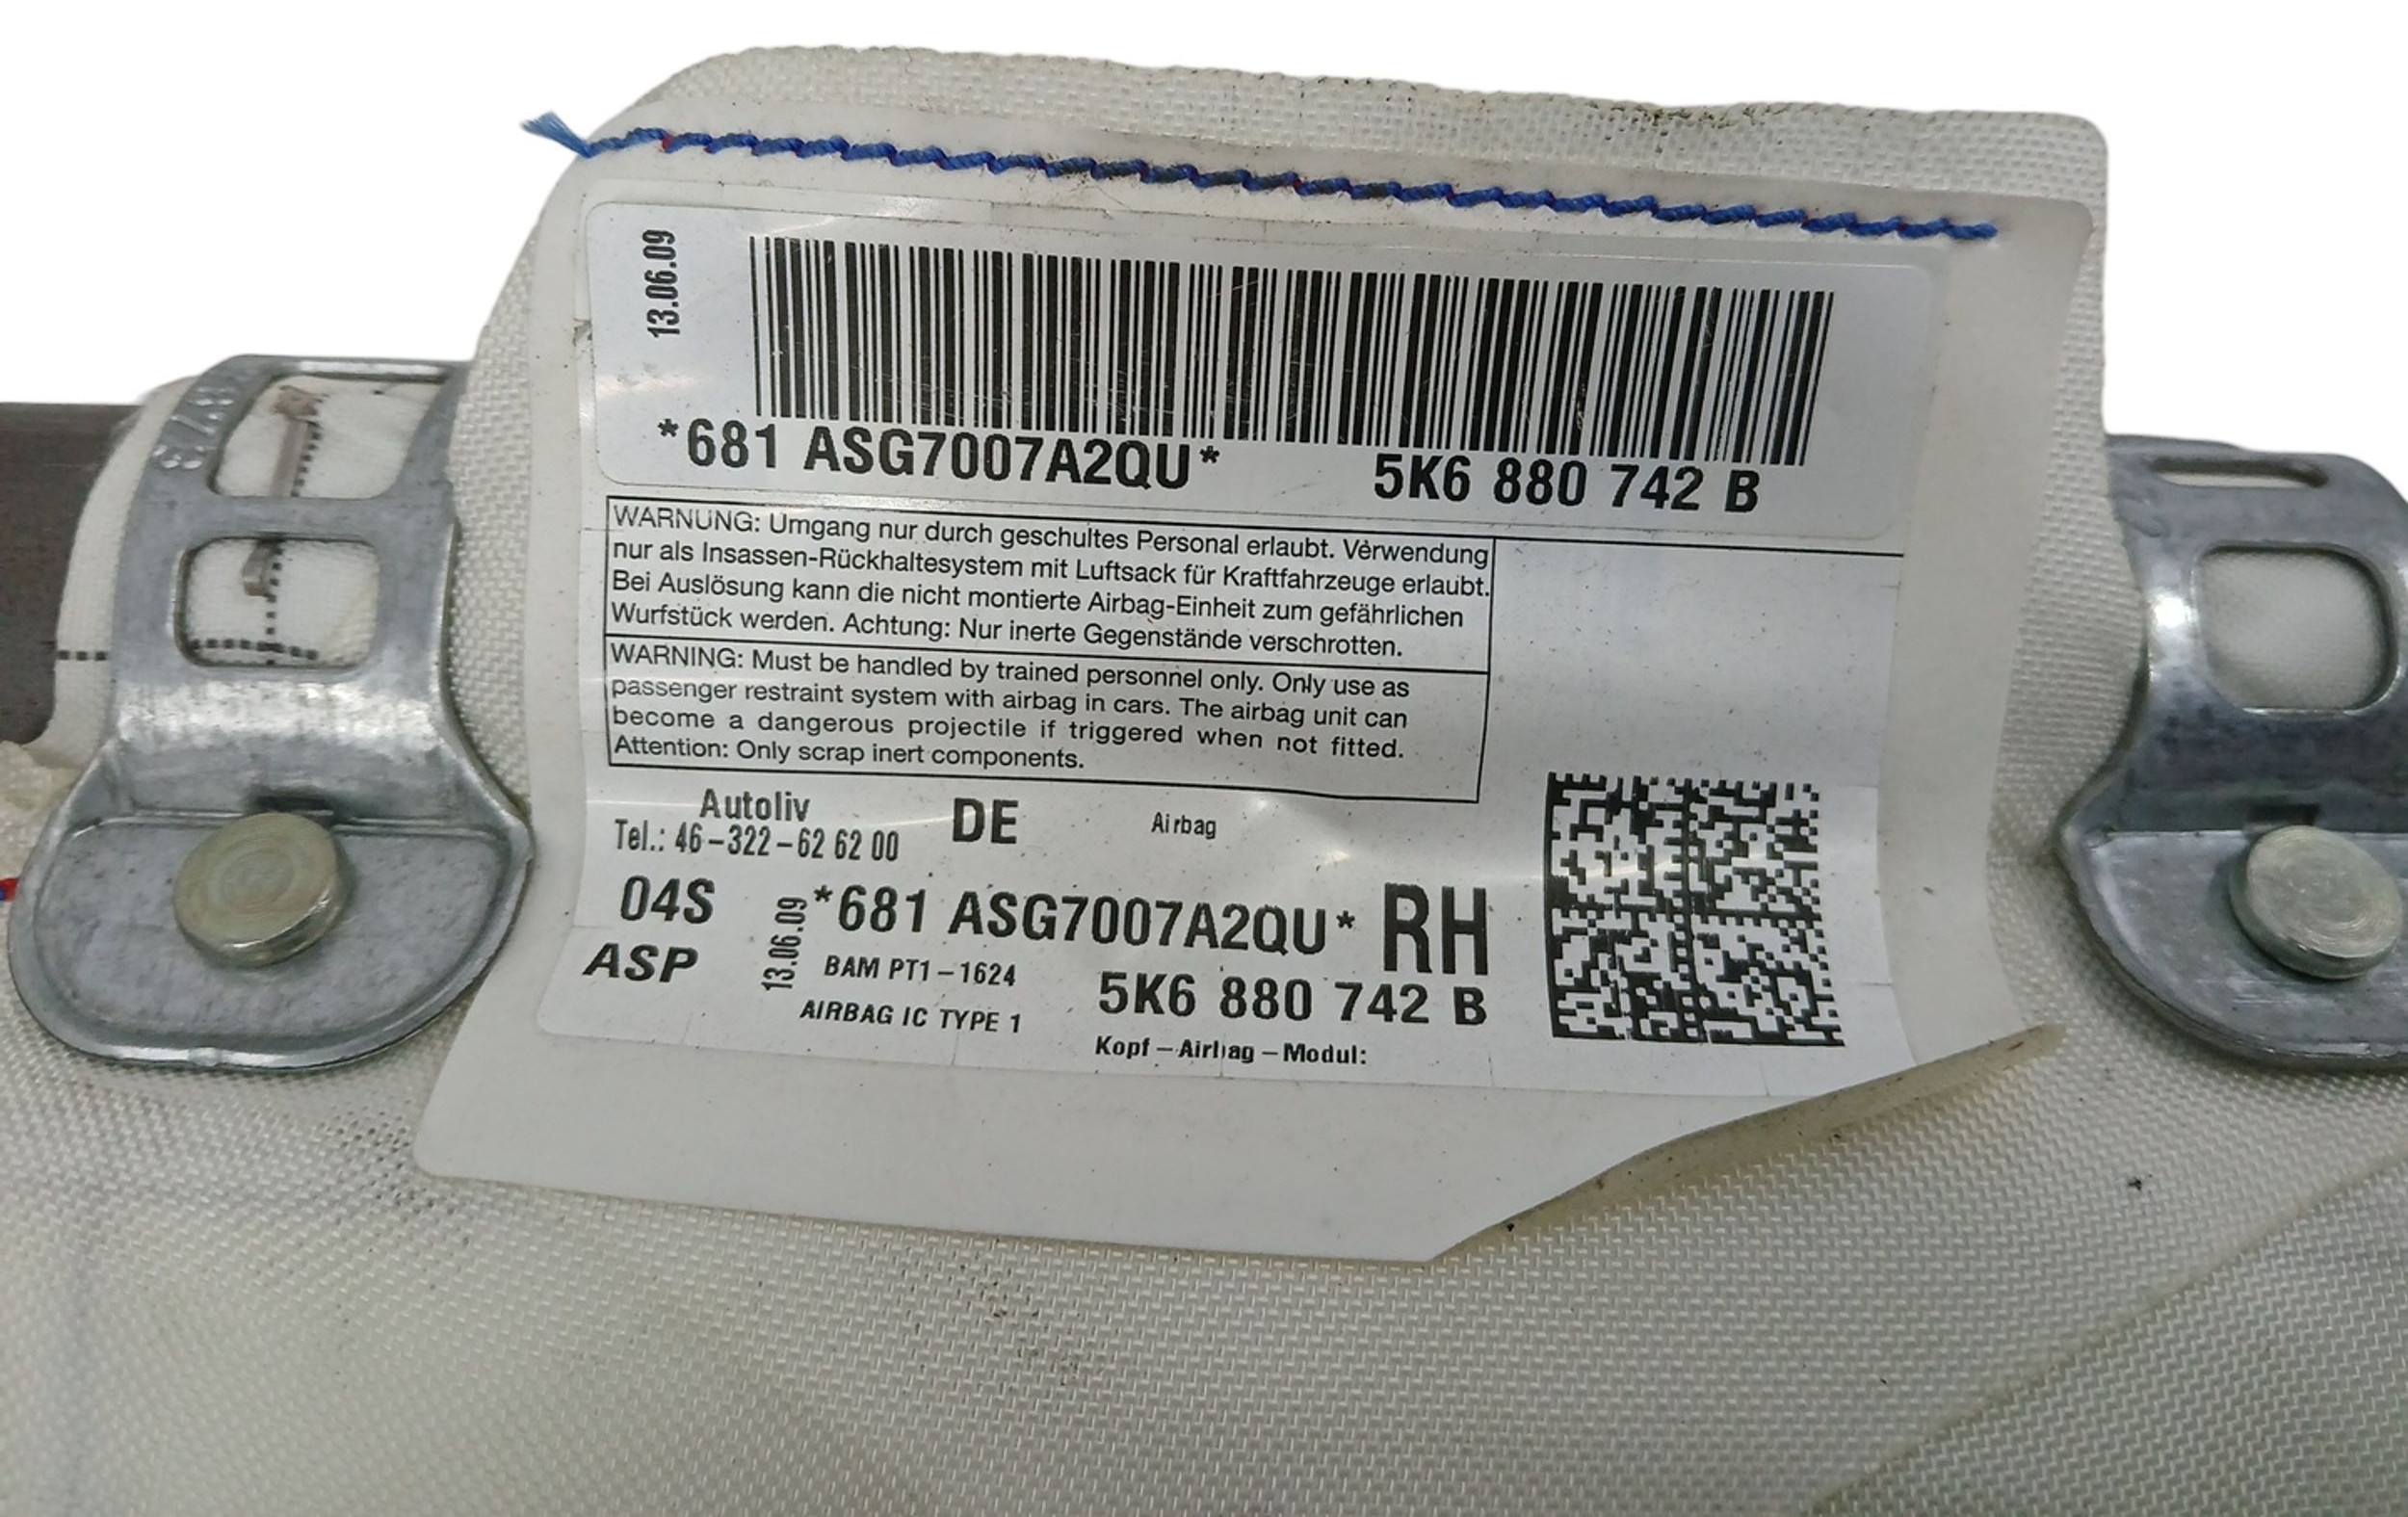 13.06.09
*681 ASG7007A2QU* 5K6 880 742 B
WARNUNG: Umgang nur durch geschultes Personal erlaubt. Verwendung
nur als Insassen-Rückhaltesystem mit Luftsack für Kraftfahrzeuge erlaubt.
Bei Auslösung kann die nicht montierte Airbag-Einheit zum gefährlichen
Wurfstück werden. Achtung: Nur inerte Gegenstände verschrotten.
WARNING: Must be handled by trained personnel only. Only use as
passenger restraint system with airbag in cars. The airbag unit can
become a dangerous projectile if triggered when not fitted.
Attention: Only scrap inert components.
Autoliv DE Airbag
Tel.: 46-322-62 62 00
04S 13.06.09 *681 ASG7007A2QU* RH
ASP BAM PT1-1624 5K6 880 742 B
AIRBAG IC TYPE 1
Kopf-Airbag-Modul: